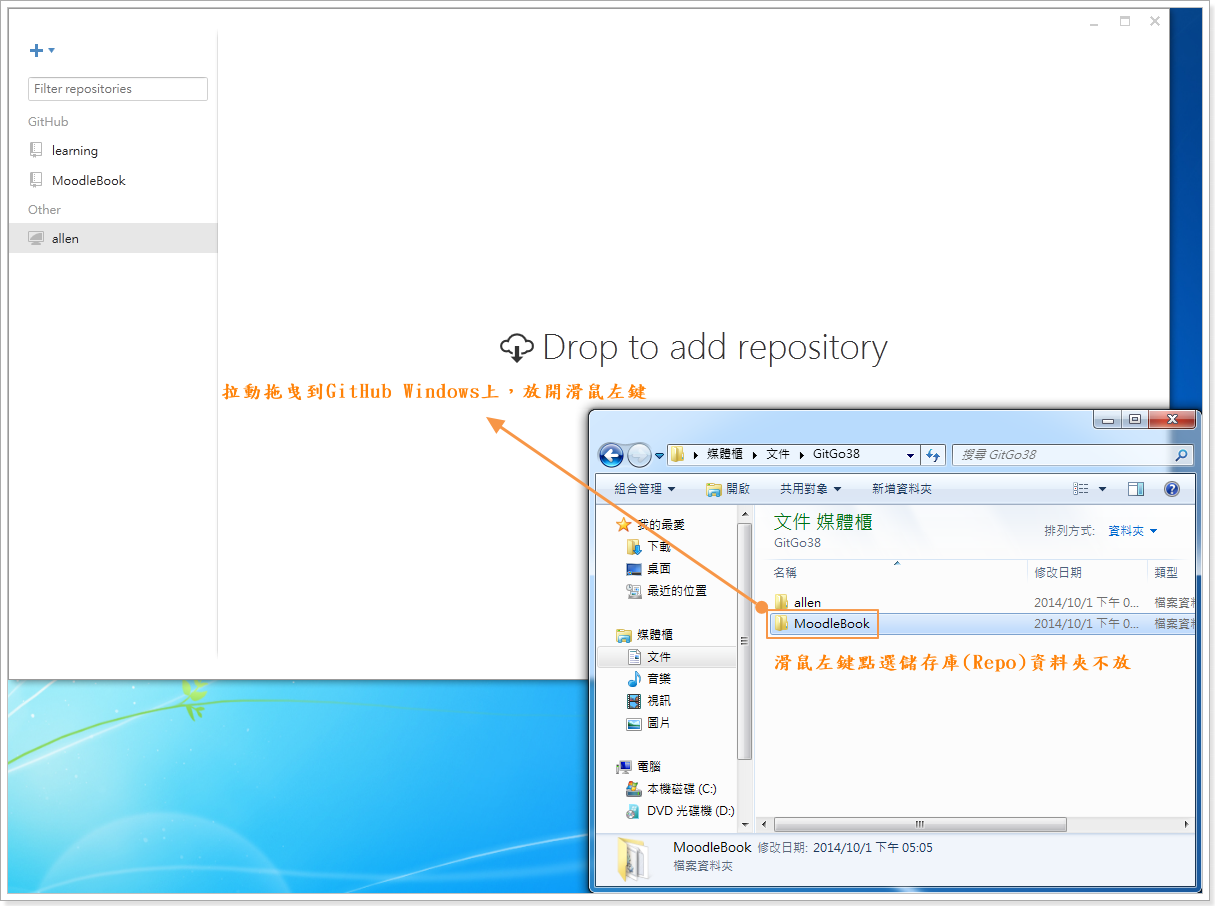 Filter repositories
GitHub
learning
MoodleBook
Other
allen
Drop to add repository
拉動拖曳到GitHub Windows上，放開滑鼠左鍵
媒體櫃 文件 GitGo38
搜尋 GitGo38
組合管理 開啟 共用對象 新增資料夾
我的最愛
下載
桌面
最近的位置
媒體櫃
文件
音樂
視訊
圖片
電腦
本機磁碟 (C:)
DVD 光碟機 (D:)
文件 媒體櫃
GitGo38
排列方式: 資料夾
名稱 修改日期 類型
allen 2014/10/1 下午 0... 檔案資料
MoodleBook 2014/10/1 下午 0... 檔案資料
滑鼠左鍵點選儲存庫(Repo)資料夾不放
MoodleBook 修改日期: 2014/10/1 下午 05:05
檔案資料夾